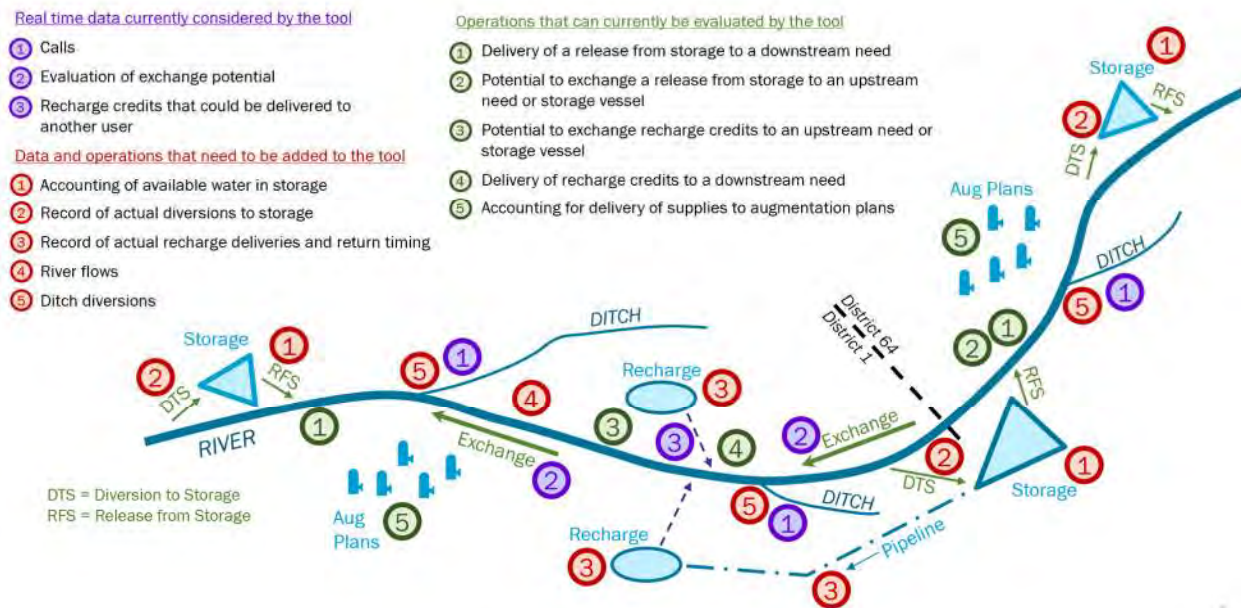 Real time data currently considered by the tool
1 Calls
2 Evaluation of exchange potential
3 Recharge credits that could be delivered to
another user
Data and operations that need to be added to the tool
1 Accounting of available water in storage
2 Record of actual diversions to storage
3 Record of actual recharge deliveries and return timing
4 River flows
5 Ditch diversions
Operations that can currently be evaluated by the tool
1 Delivery of a release from storage to a downstream need
2 Potential to exchange a release from storage to an upstream
need or storage vessel
3 Potential to exchange recharge credits to an upstream need or
storage vessel
4 Delivery of recharge credits to a downstream need
5 Accounting for delivery of supplies to augmentation plans
1
Storage
RFS
2
DTS
Aug Plans
5
DITCH
5 1
District 64
District 1
2 1
Storage
1
2
RFS
DTS
RIVER
1
5 1
DITCH
4
Exchange
2
Recharge
3
3
3
4
2
Exchange
RFS
2
DTS
1
Storage
5 1
DITCH
Recharge
3
Pipeline
3
Aug
Plans
5
DTS = Diversion to Storage
RFS = Release from Storage